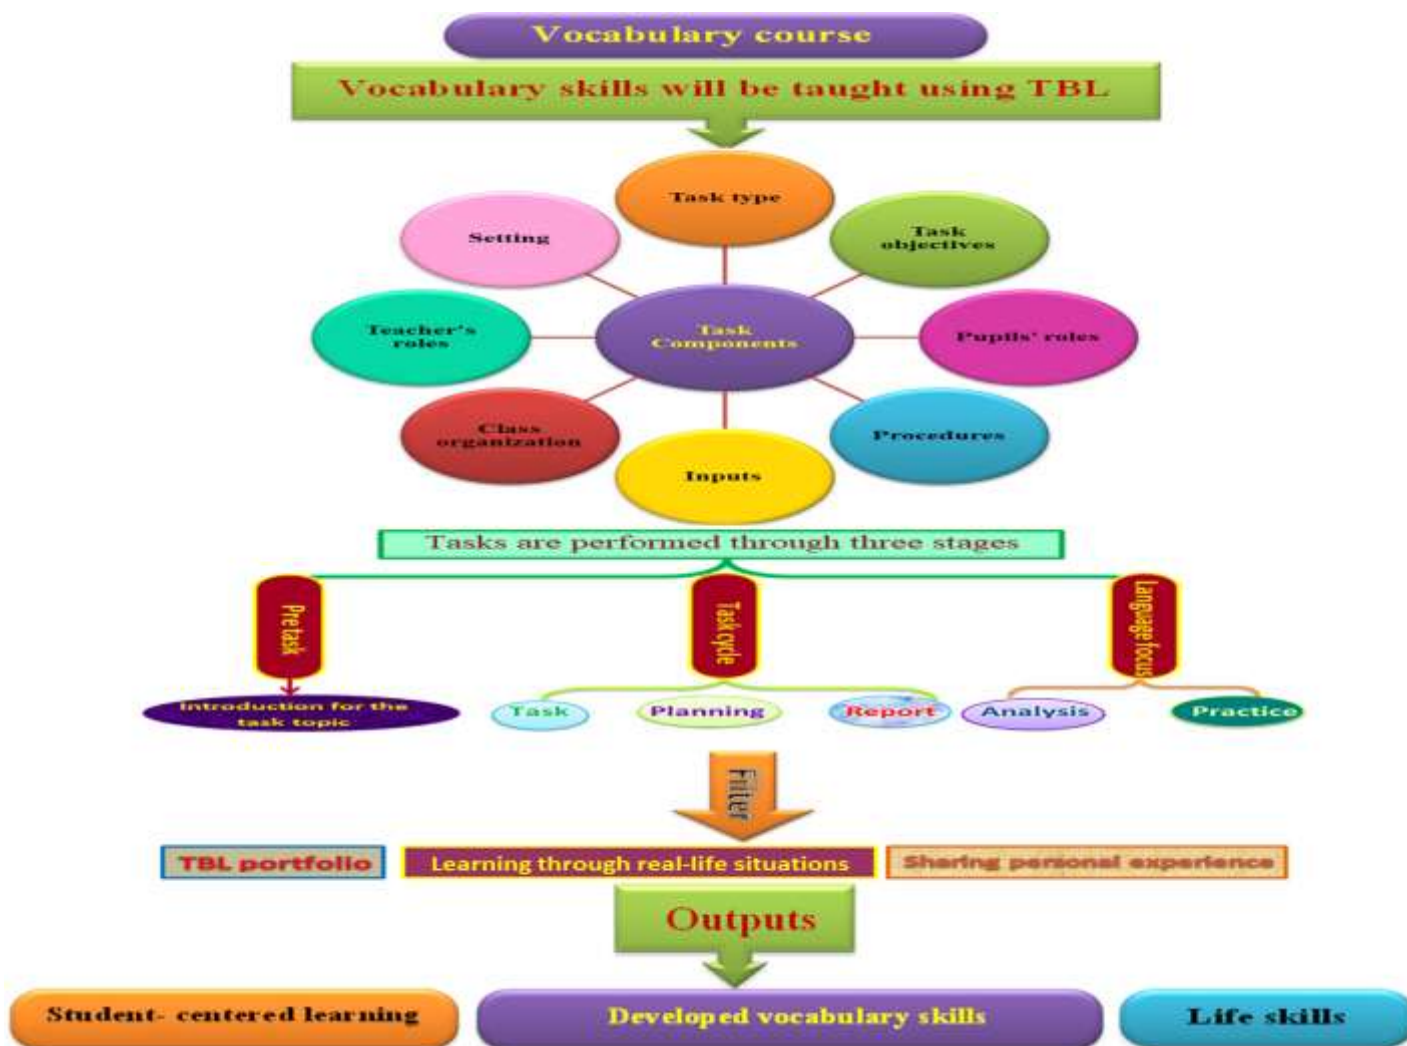 Vocabulary course
Vocabulary skills will be taught using TBL
Task type
Setting
Task
objectives
Teacher's
roles
Task
Components
Pupils' roles
Class
organization
Procedures
Inputs
Tasks are performed through three stages
Pre task
Task cycle
Language focus
Introduction for the
task topic
Task
Planning
Report
Analysis
Practice
Filter
TBL portfolio
Learning through real-life situations
Sharing personal experience
Outputs
Student- centered learning
Developed vocabulary skills
Life skills